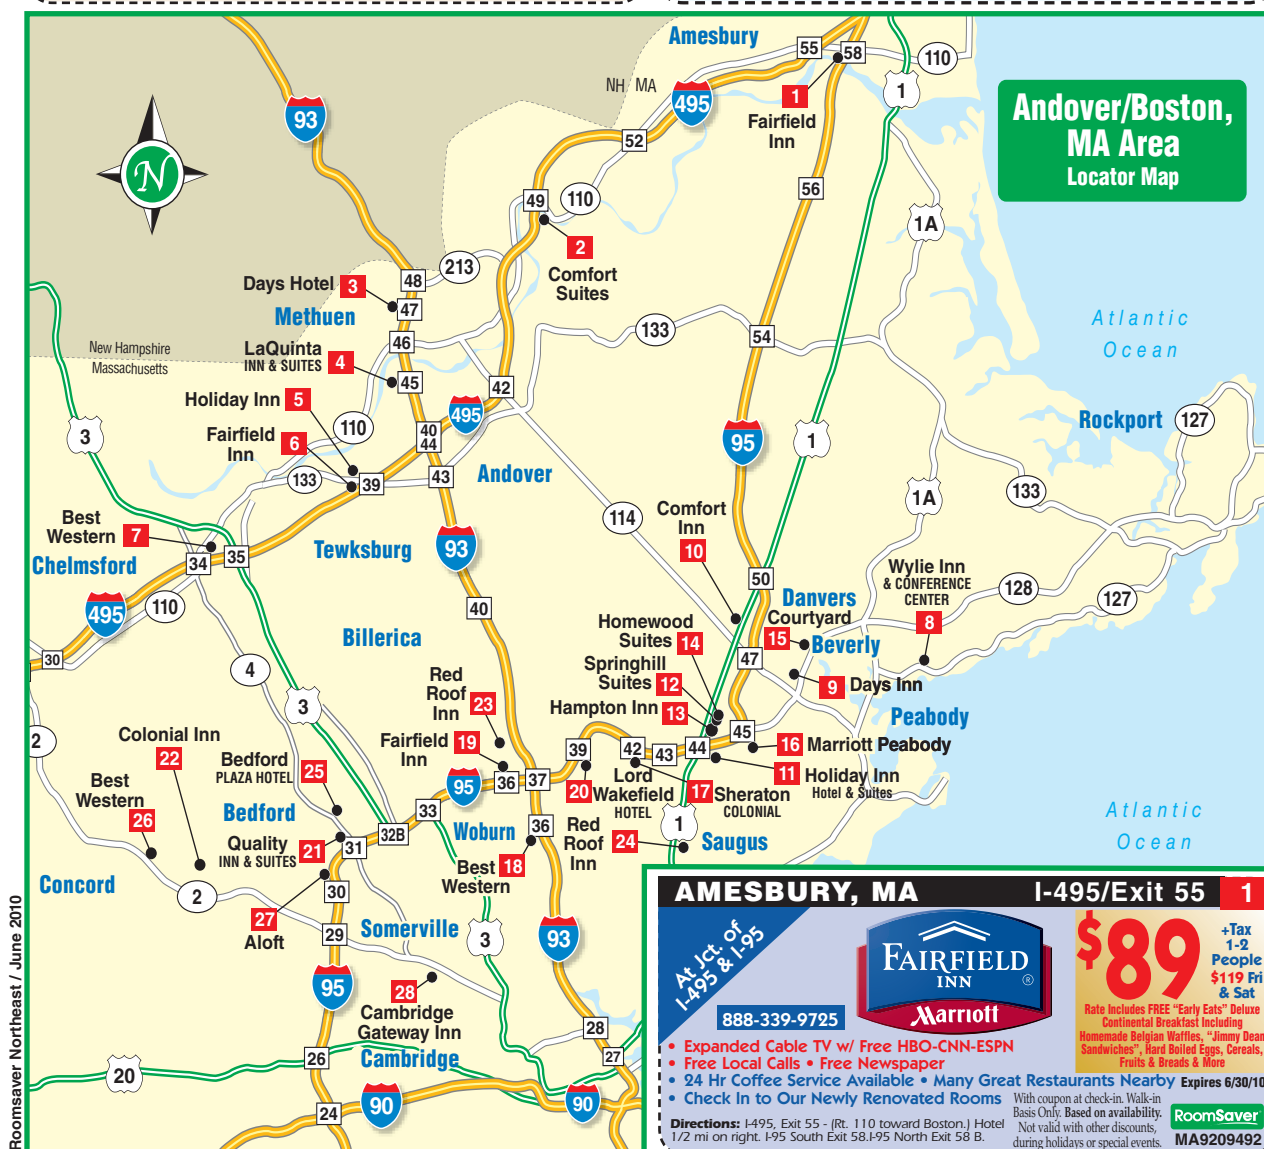 Amesbury
55
58
110
1
NH MA
495
93
1
Fairfield
Inn
Andover/Boston,
MA Area
Locator Map
52
N
56
49
110
1A
2
Comfort
Suites
213
48
Days Hotel 3
47
Methuen
Atlantic
Ocean
133
54
46
New Hampshire
Massachusetts
LaQuinta
INN & SUITES
4
45
42
Holiday Inn 5
495
Rockport
127
3
110
40
44
95
1
Fairfield
Inn
6
133
39
43
Andover
1A
133
Best
Western
7
114
Comfort
Inn
10
Chelmsford
34
35
Tewksburg
93
Wylie Inn
& CONFERENCE
CENTER
8
50
Danvers
128
127
495
110
40
Homewood
Suites
14
Courtyard
15
Beverly
Billerica
30
4
47
Springhill
Suites
12
9 Days Inn
Red
Roof
Inn
23
3
Hampton Inn 13
Peabody
2
Colonial Inn
22
Fairfield
Inn
19
39
42
43
44
45
16 Marriott Peabody
Bedford
PLAZA HOTEL
25
Best
Western
26
95
36
37
20
Lord
Wakefield
HOTEL
17 Sheraton
COLONIAL
11 Holiday Inn
Hotel & Suites
Bedford
33
32B
Woburn
36
1
Quality
INN & SUITES
21
31
Red
Roof
Inn
24
Saugus
Best
Western
18
Concord
2
30
27
Aloft
29
Somerville
3
93
95
28
Cambridge
Gateway Inn
28
27
20
26
Cambridge
24
90
90
Roomsaver Northeast / June 2010
Atlantic
Ocean
AMESBURY, MA I-495/Exit 55 1
At Jct. of
I-495 & I-95
FAIRFIELD
INN
®
Marriott
888-339-9725
$89
+Tax
1-2
People
$119 Fri
& Sat
Rate Includes FREE “Early Eats” Deluxe
Continental Breakfast Including
Homemade Belgian Waffles, “Jimmy Dean
Sandwiches”, Hard Boiled Eggs, Cereals,
Fruits & Breads & More
• Expanded Cable TV w/ Free HBO-CNN-ESPN
• Free Local Calls • Free Newspaper
• 24 Hr Coffee Service Available • Many Great Restaurants Nearby
• Check In to Our Newly Renovated Rooms
Expires 6/30/10
With coupon at check-in. Walk-in
Basis Only. Based on availability.
Not valid with other discounts,
during holidays or special events.
Directions: I-495, Exit 55 - (Rt. 110 toward Boston.) Hotel
1/2 mi on right. I-95 South Exit 58.I-95 North Exit 58 B.
RoomSaver
MA9209492